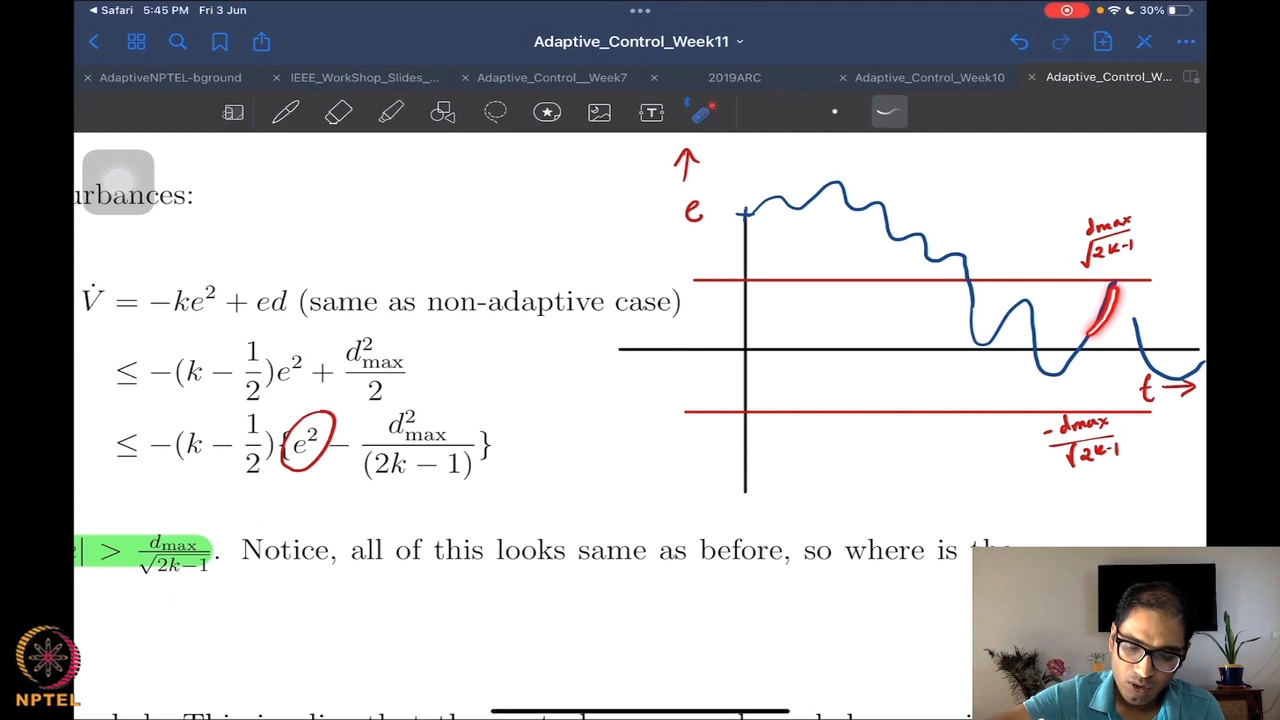 Safari 5:45 PM Fri 3 Jun
30%
Adaptive_Control_Week11
AdaptiveNPTEL-bground IEEE_WorkShop_Slides_... Adaptive_Control__Week7 2019ARC Adaptive_Control_Week10 Adaptive_Control_W...
urbances:
V̇ = −ke² + ed (same as non-adaptive case)
≤ −(k − 1/2)e² + d²max/2
≤ −(k − 1/2){e² − d²max/(2k − 1)}
e| > dmax/√2k−1. Notice, all of this looks same as before, so where is the
e
dmax/√2k-1
t
-dmax/√2k-1
NPTEL